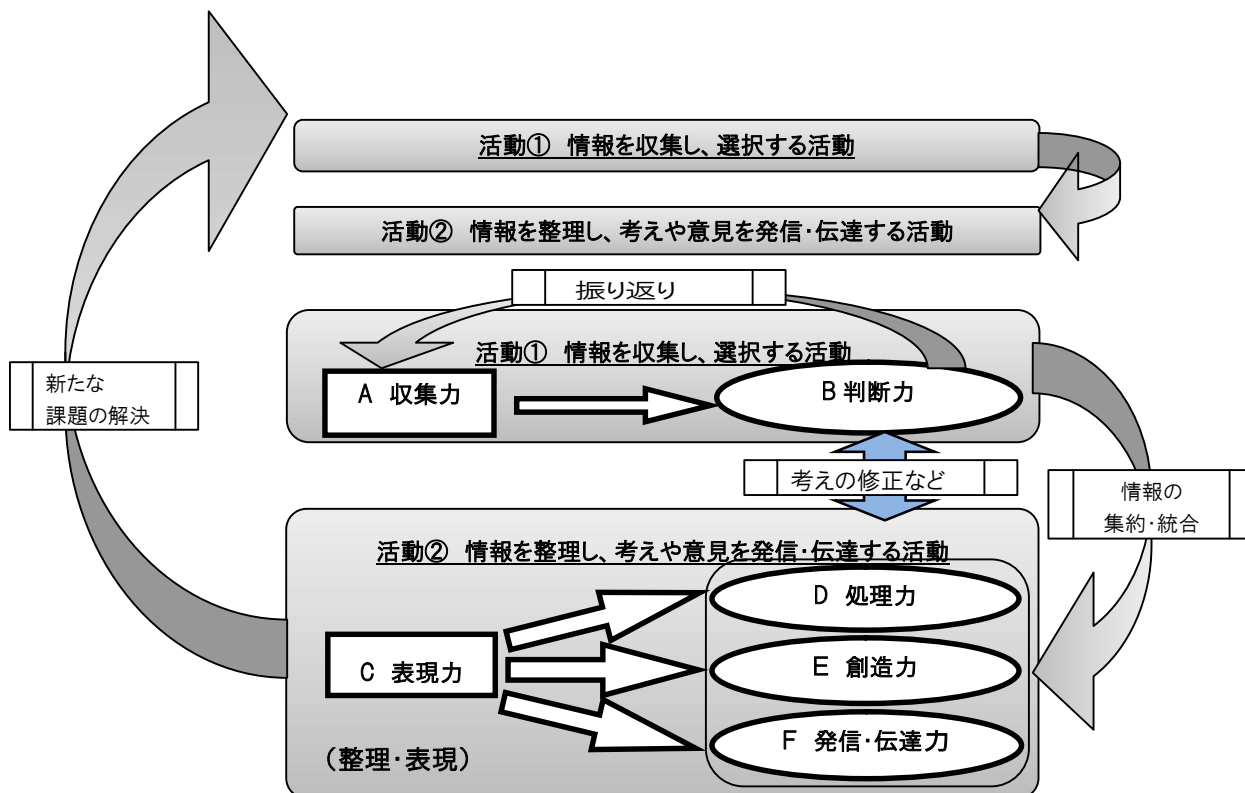 活動① 情報を収集し、選択する活動
活動② 情報を整理し、考えや意見を発信・伝達する活動
振り返り
活動① 情報を収集し、選択する活動
A 収集力
B 判断力
新たな
課題の解決
考えの修正など
情報の
集約・統合
活動② 情報を整理し、考えや意見を発信・伝達する活動
D 処理力
C 表現力
E 創造力
F 発信・伝達力
(整理・表現)